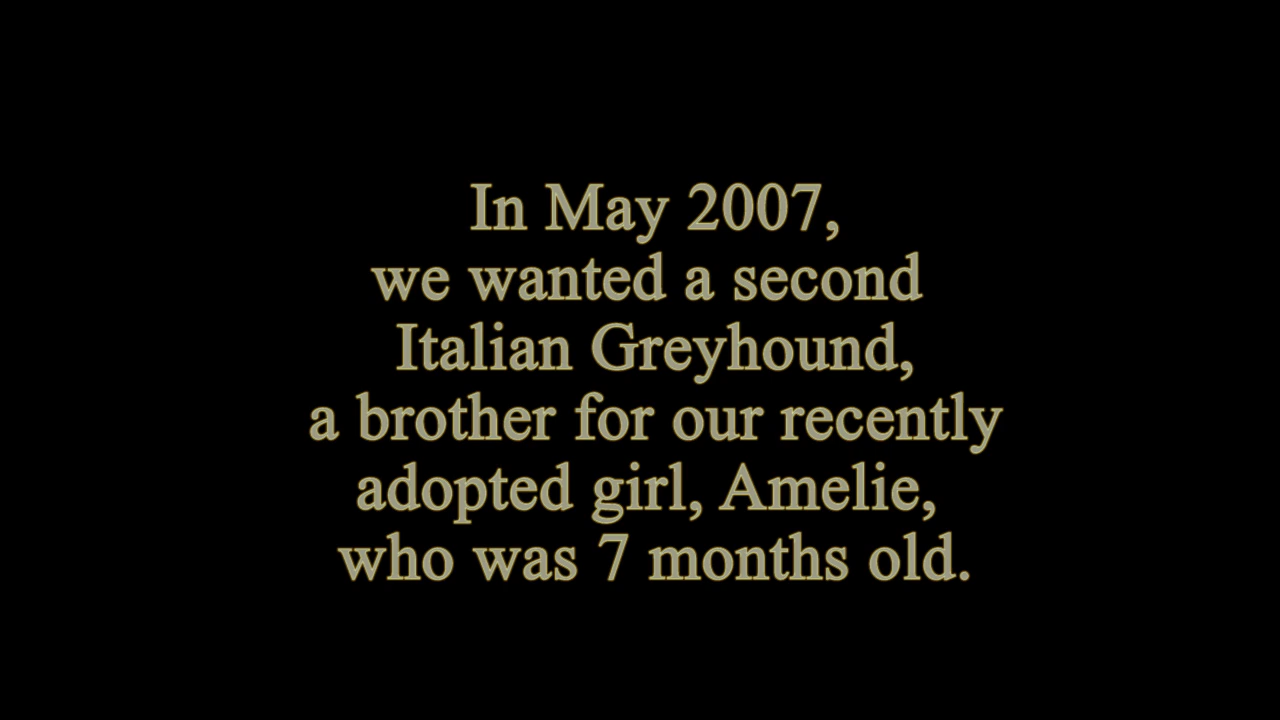 In May 2007,
we wanted a second
Italian Greyhound,
a brother for our recently
adopted girl, Amelie,
who was 7 months old.